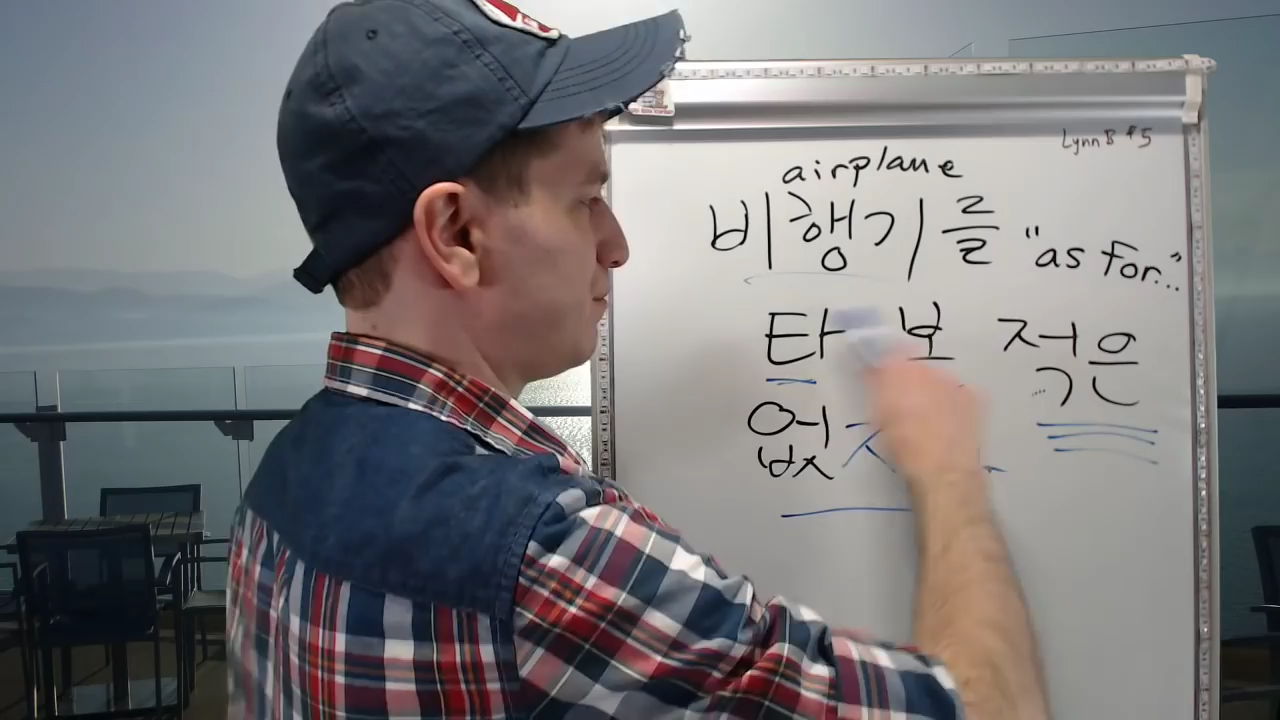 Lynn B #5
airplane
비행기를 "as for..."
타 보 적은
없